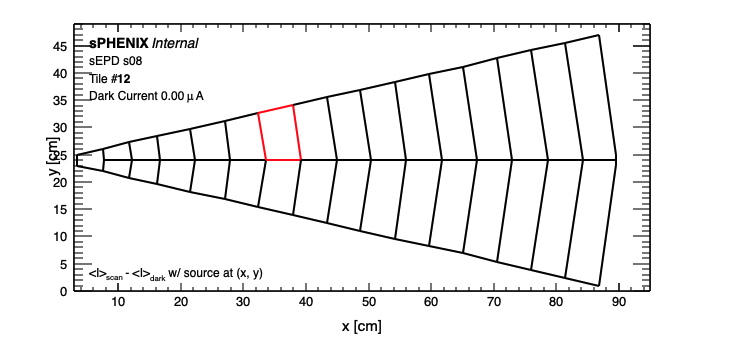 sPHENIX Internal
sEPD s08
Tile #12
Dark Current 0.00 μ A
<I>scan - <I>dark w/ source at (x, y)
y [cm]
45
40
35
30
25
20
15
10
5
0
10 20 30 40 50 60 70 80 90
x [cm]